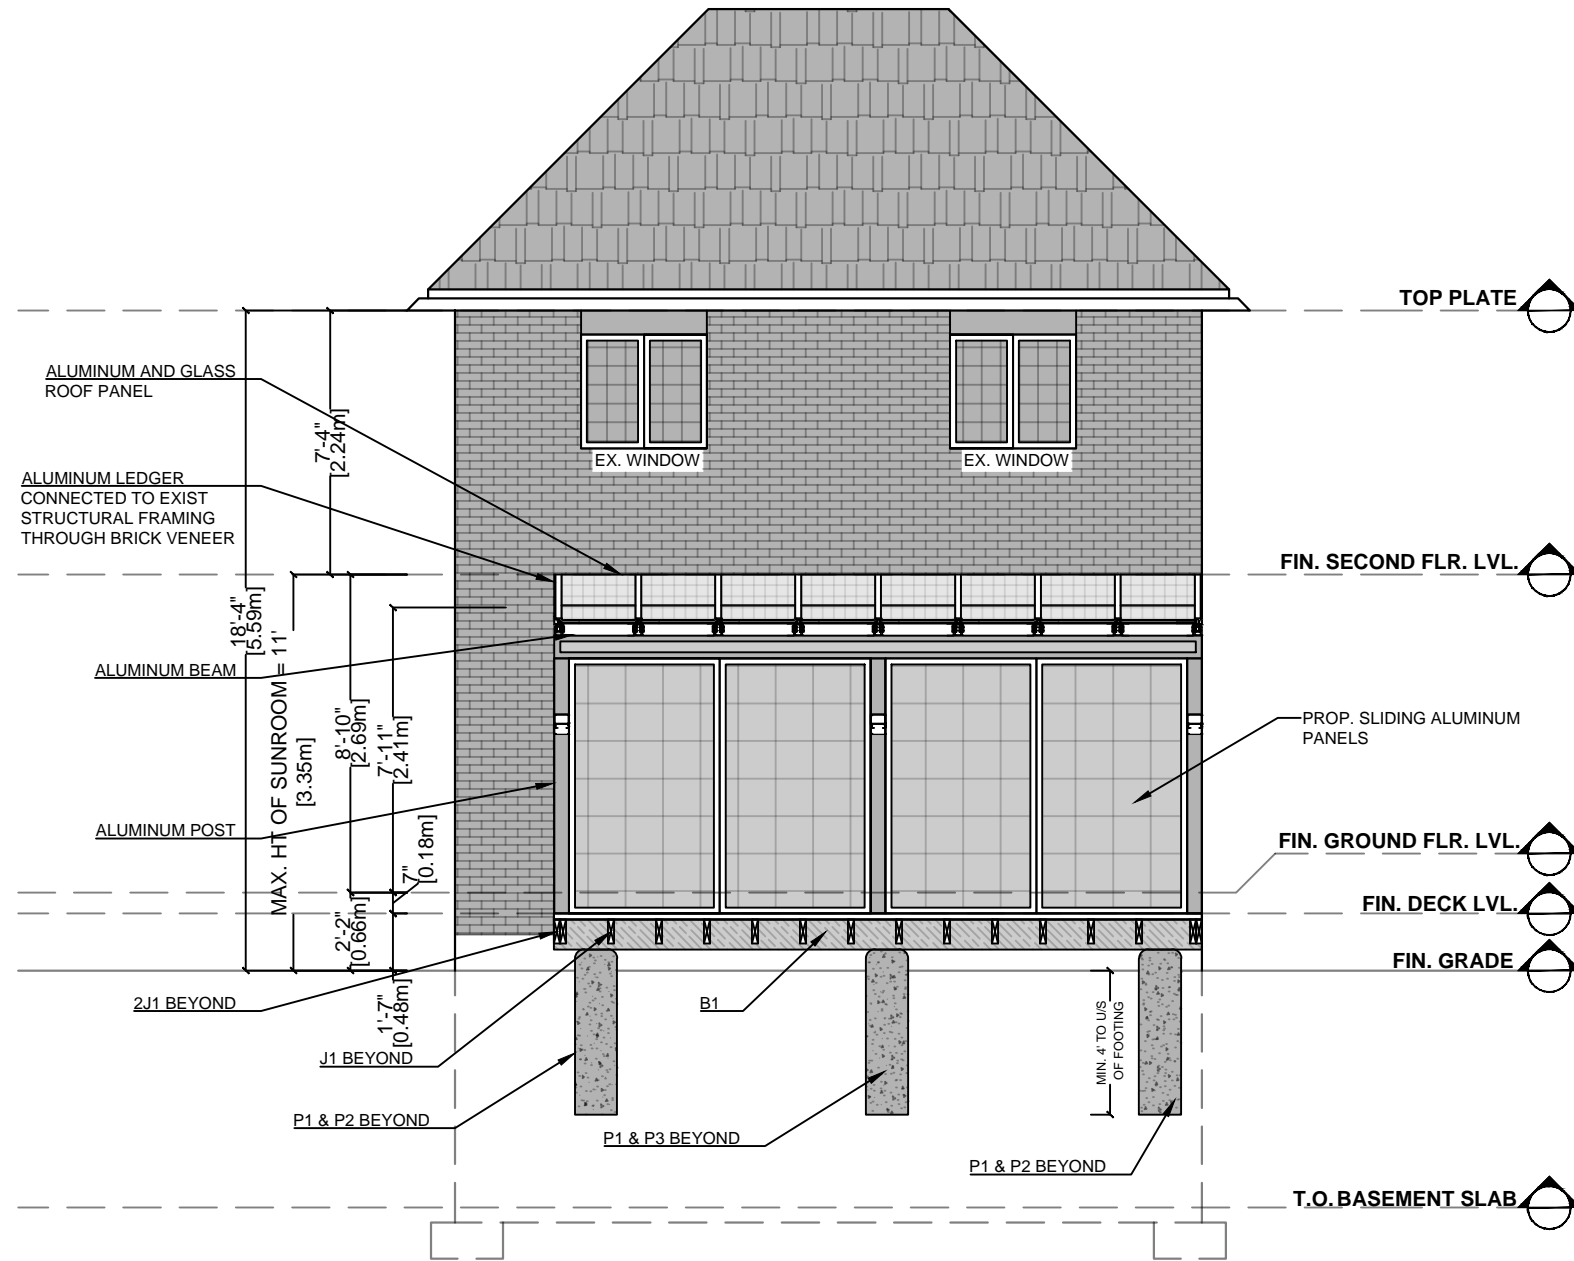 TOP PLATE
ALUMINUM AND GLASS
ROOF PANEL
7'-4"
[2.24m]
EX. WINDOW
EX. WINDOW
ALUMINUM LEDGER
CONNECTED TO EXIST
STRUCTURAL FRAMING
THROUGH BRICK VENEER
FIN. SECOND FLR. LVL.
18'-4"
[5.59m]
MAX. HT OF SUNROOM = 11'
[3.35m]
ALUMINUM BEAM
8'-10"
[2.69m]
7'-11"
[2.41m]
PROP. SLIDING ALUMINUM
PANELS
ALUMINUM POST
7"
[0.18m]
FIN. GROUND FLR. LVL.
FIN. DECK LVL.
2'-2"
[0.66m]
FIN. GRADE
2J1 BEYOND
1'-7"
[0.48m]
B1
MIN. 4' TO U/S
OF FOOTING
J1 BEYOND
P1 & P2 BEYOND
P1 & P3 BEYOND
P1 & P2 BEYOND
T.O. BASEMENT SLAB